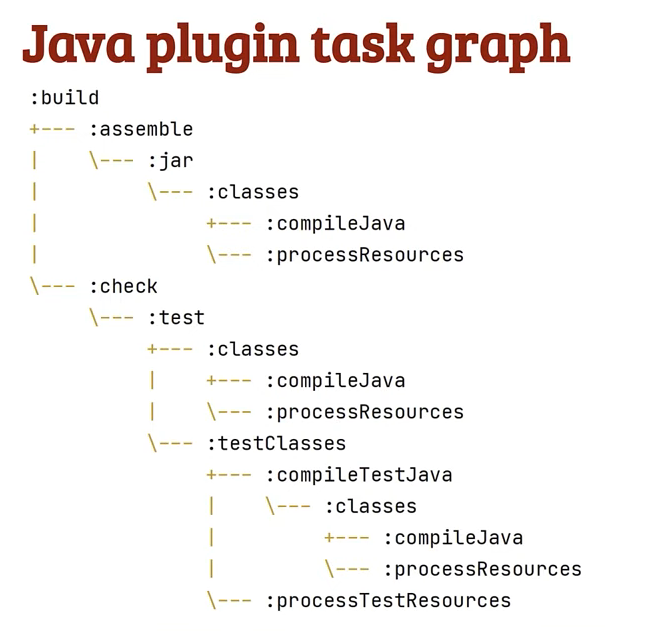 Java plugin task graph
:build
+--- :assemble
|    \--- :jar
|         \--- :classes
|              +--- :compileJava
|              \--- :processResources
\--- :check
     \--- :test
          +--- :classes
          |    +--- :compileJava
          |    \--- :processResources
          \--- :testClasses
               +--- :compileTestJava
               |    \--- :classes
               |         +--- :compileJava
               |         \--- :processResources
               \--- :processTestResources